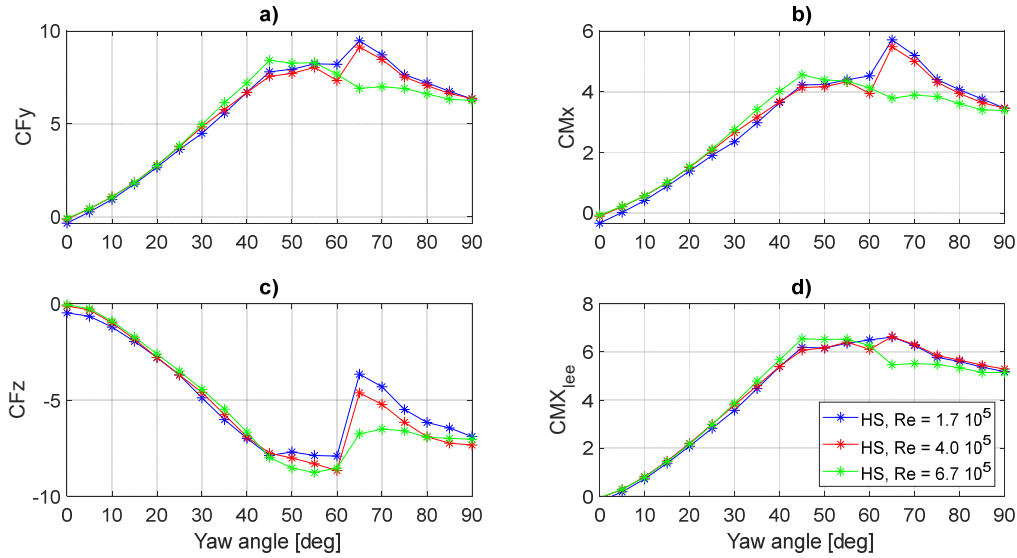 a)
CFy
10
5
0
0 10 20 30 40 50 60 70 80 90
b)
CMx
6
4
2
0
0 10 20 30 40 50 60 70 80 90
c)
CFz
0
-5
-10
0 10 20 30 40 50 60 70 80 90
Yaw angle [deg]
d)
CMX_lee
8
6
4
2
0
HS, Re = 1.7 10^5
HS, Re = 4.0 10^5
HS, Re = 6.7 10^5
0 10 20 30 40 50 60 70 80 90
Yaw angle [deg]